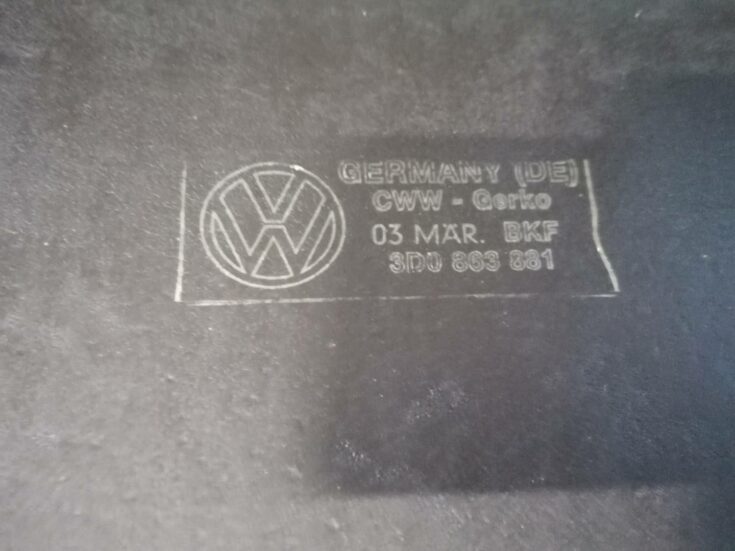 GERMANY (DE)
CWW - Gerko
03 MÄR. BKF
3D0 863 881